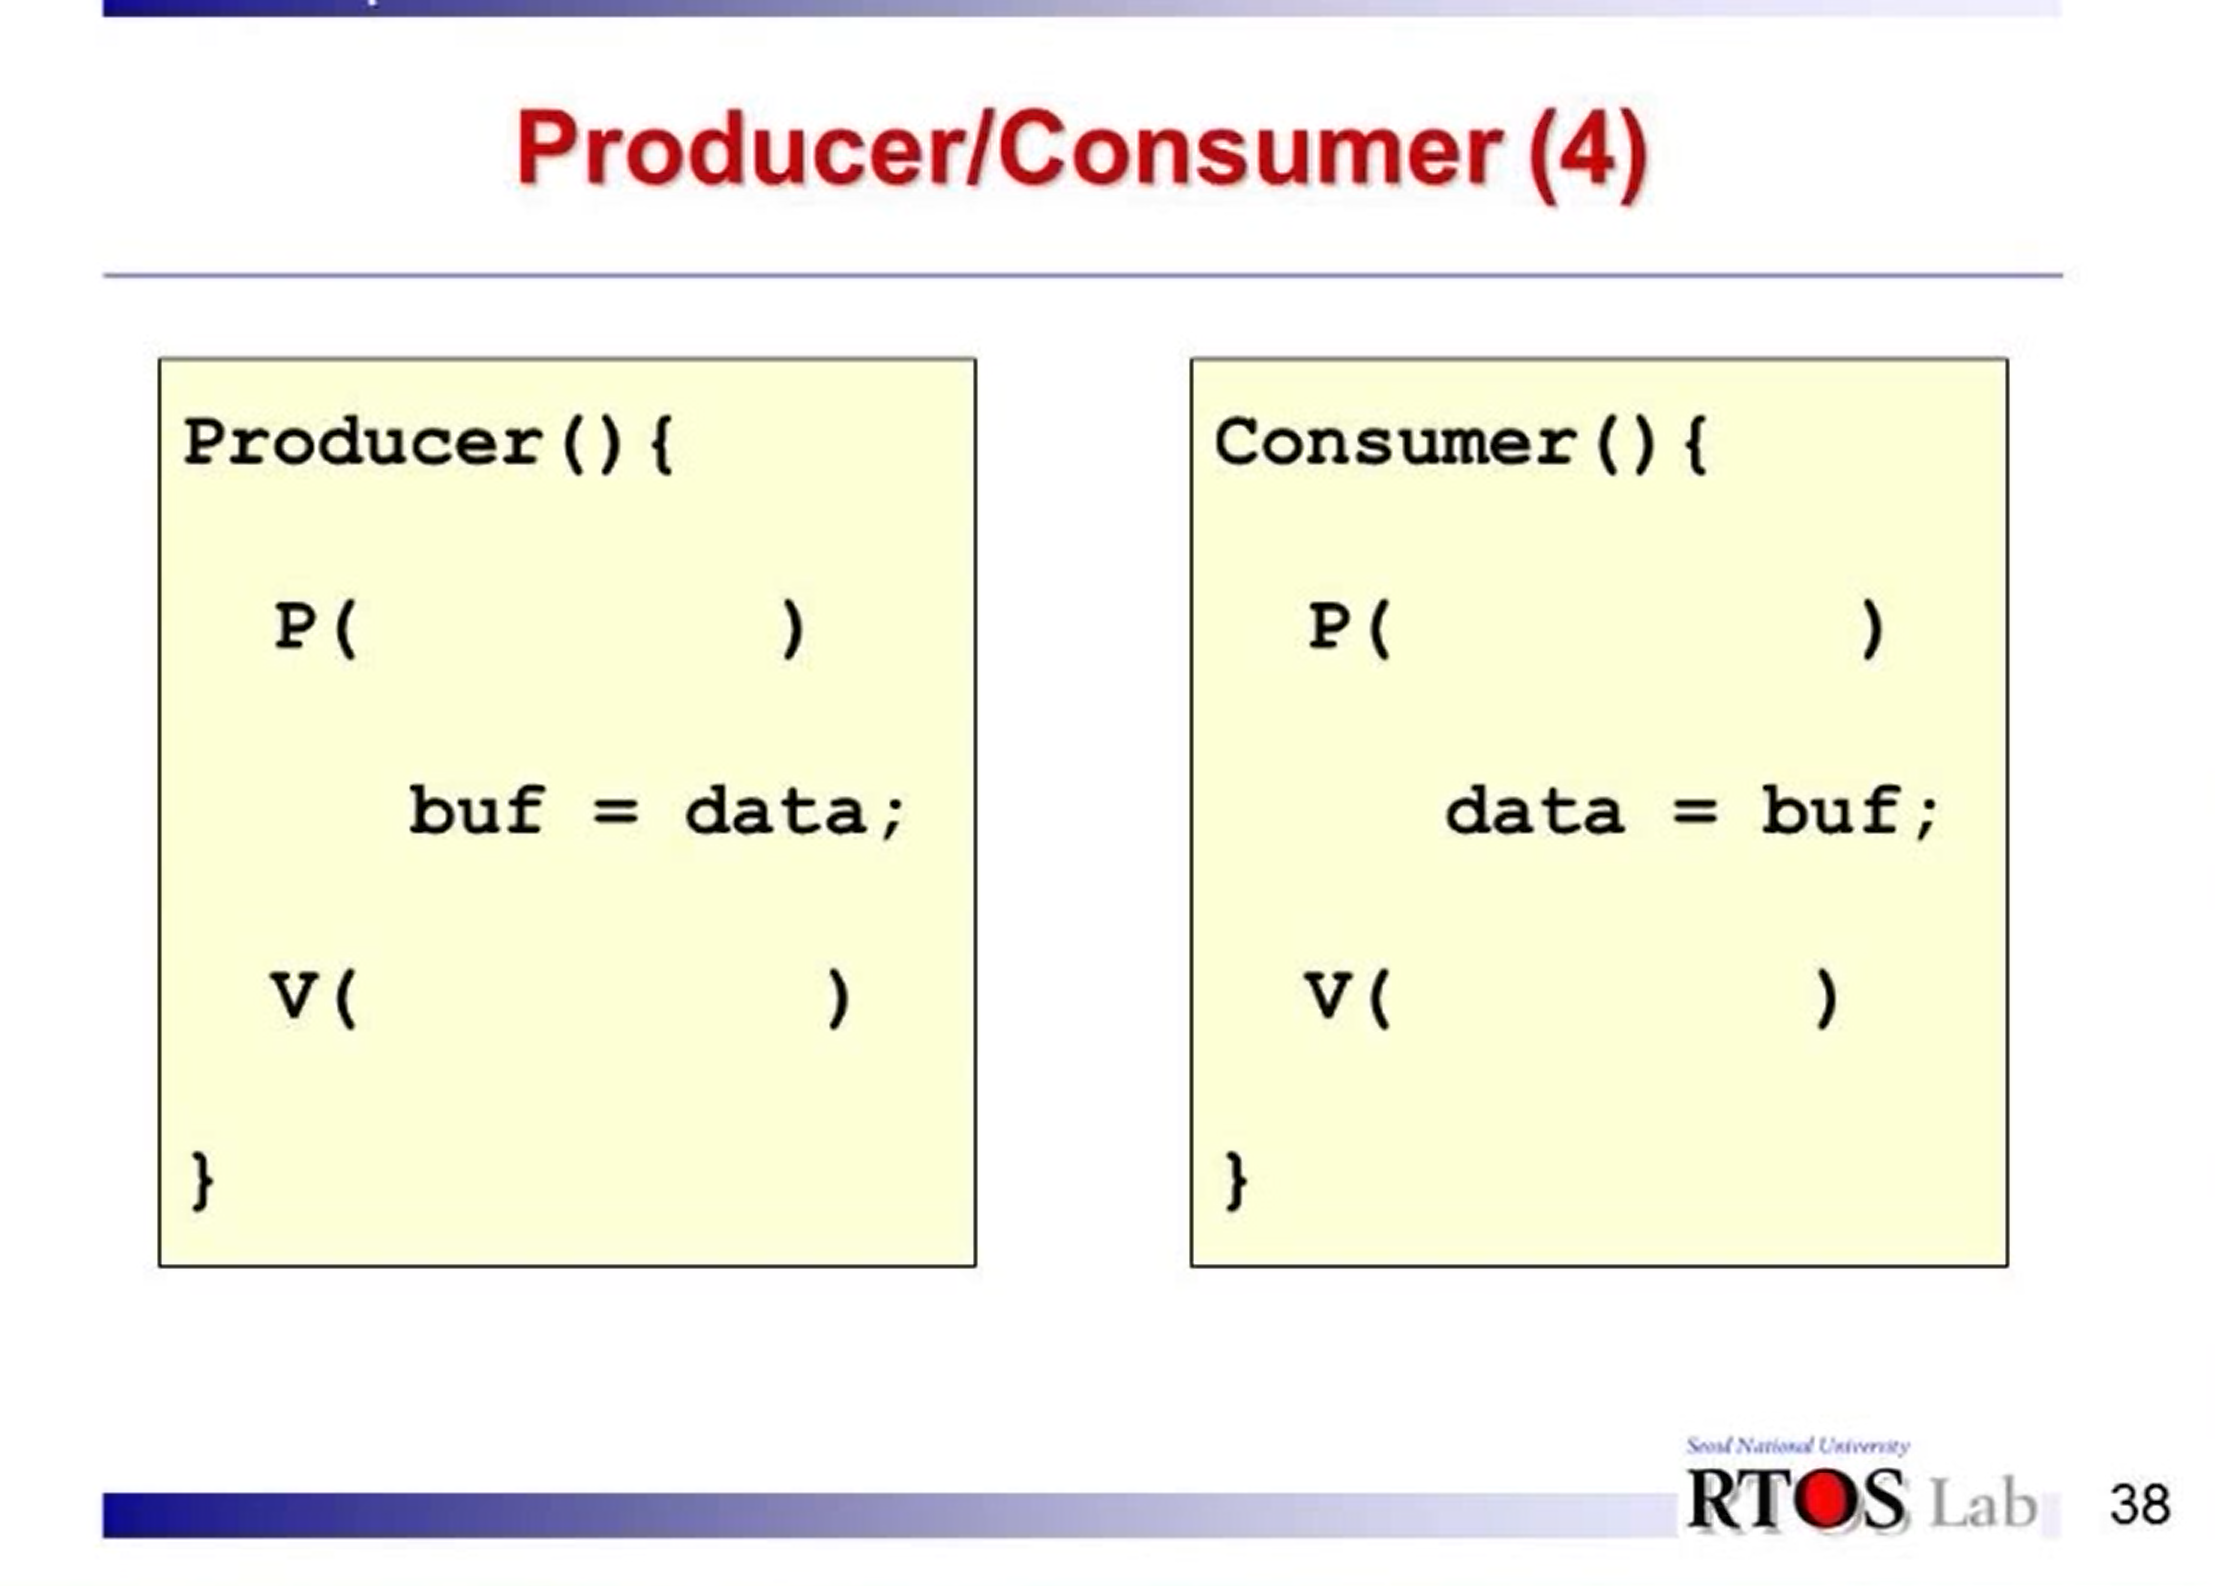 Producer/Consumer (4)
Producer(){
P( )
buf = data;
V( )
}
Consumer(){
P( )
data = buf;
V( )
}
Seoul National University
RTOS Lab
38